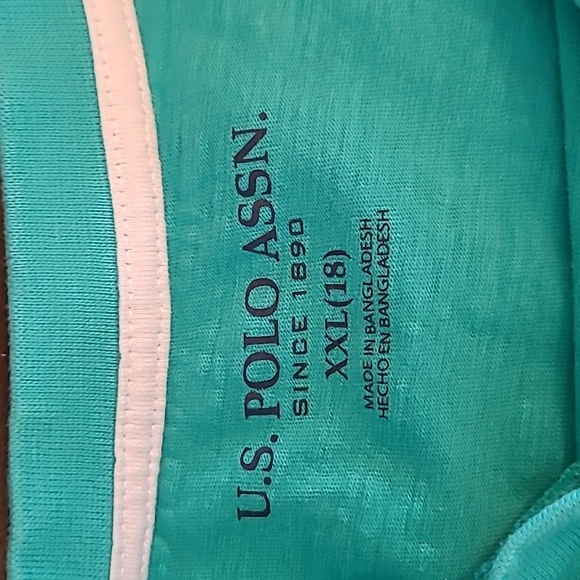 U.S. POLO ASSN.
SINCE 1890
XXL(18)
MADE IN BANGLADESH
HECHO EN BANGLADESH